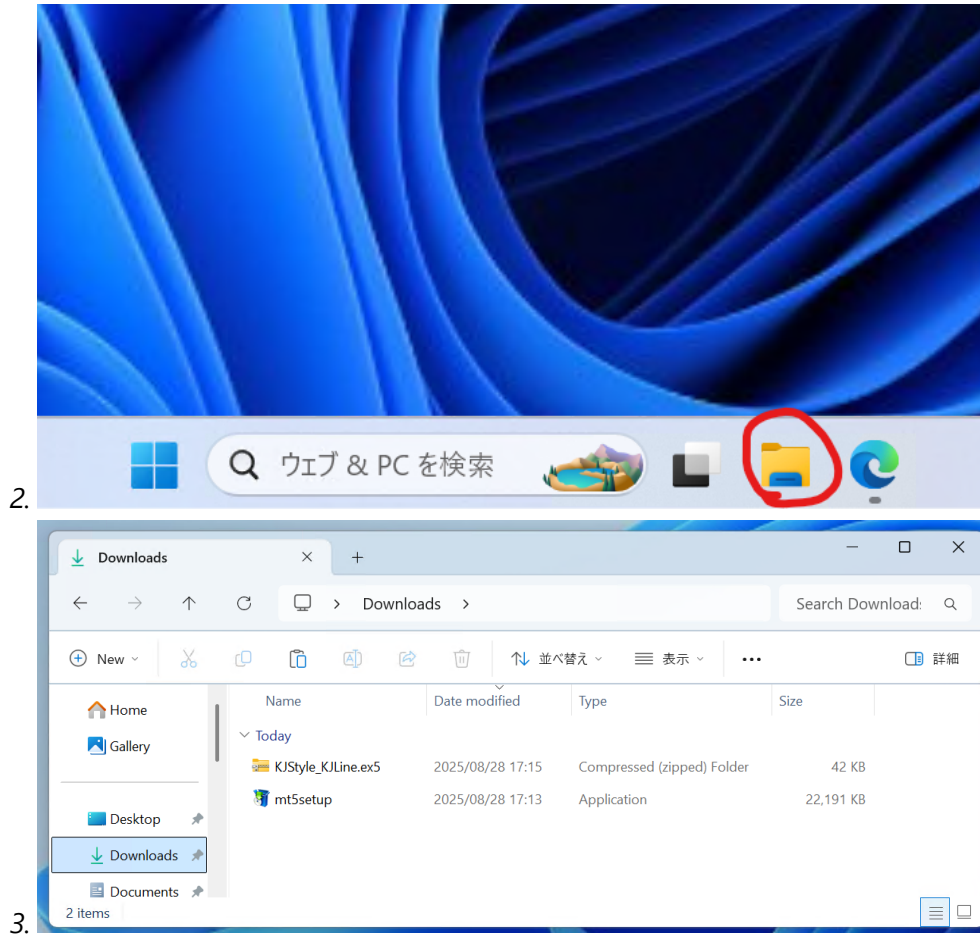 ウェブ & PC を検索
2.
Downloads
Downloads
Search Download:
New
並べ替え
表示
詳細
Home
Gallery
Desktop
Downloads
Documents
Name Date modified Type Size
Today
KJStyle_KJLine.ex5 2025/08/28 17:15 Compressed (zipped) Folder 42 KB
mt5setup 2025/08/28 17:13 Application 22,191 KB
2 items
3.